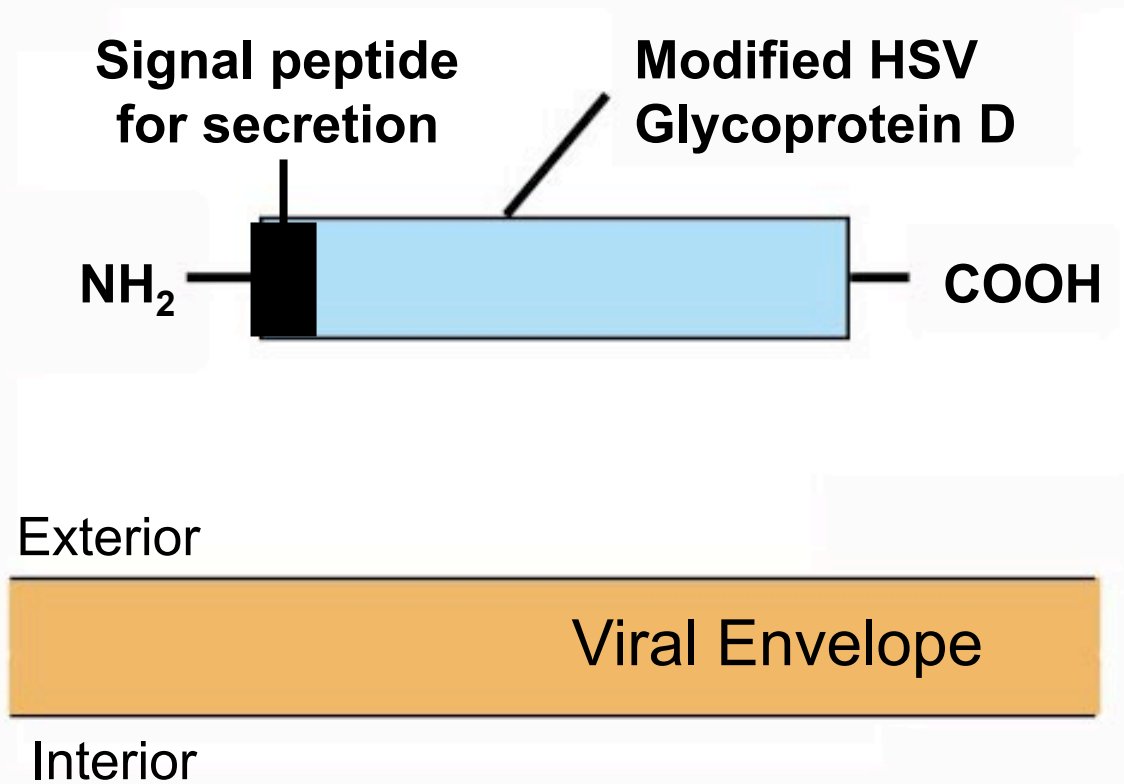 Signal peptide
for secretion
Modified HSV
Glycoprotein D
NH₂
COOH
Exterior
Viral Envelope
Interior